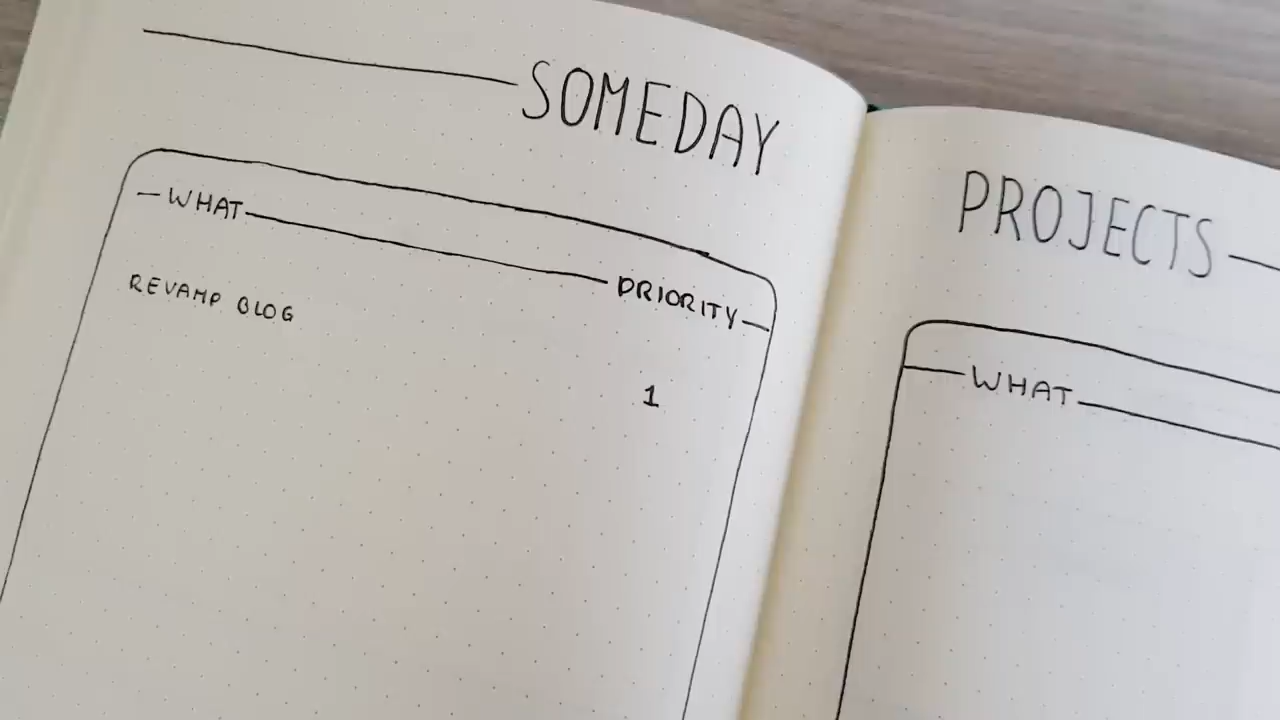 SOMEDAY
WHAT PRIORITY
REVAMP BLOG 1
PROJECTS
WHAT